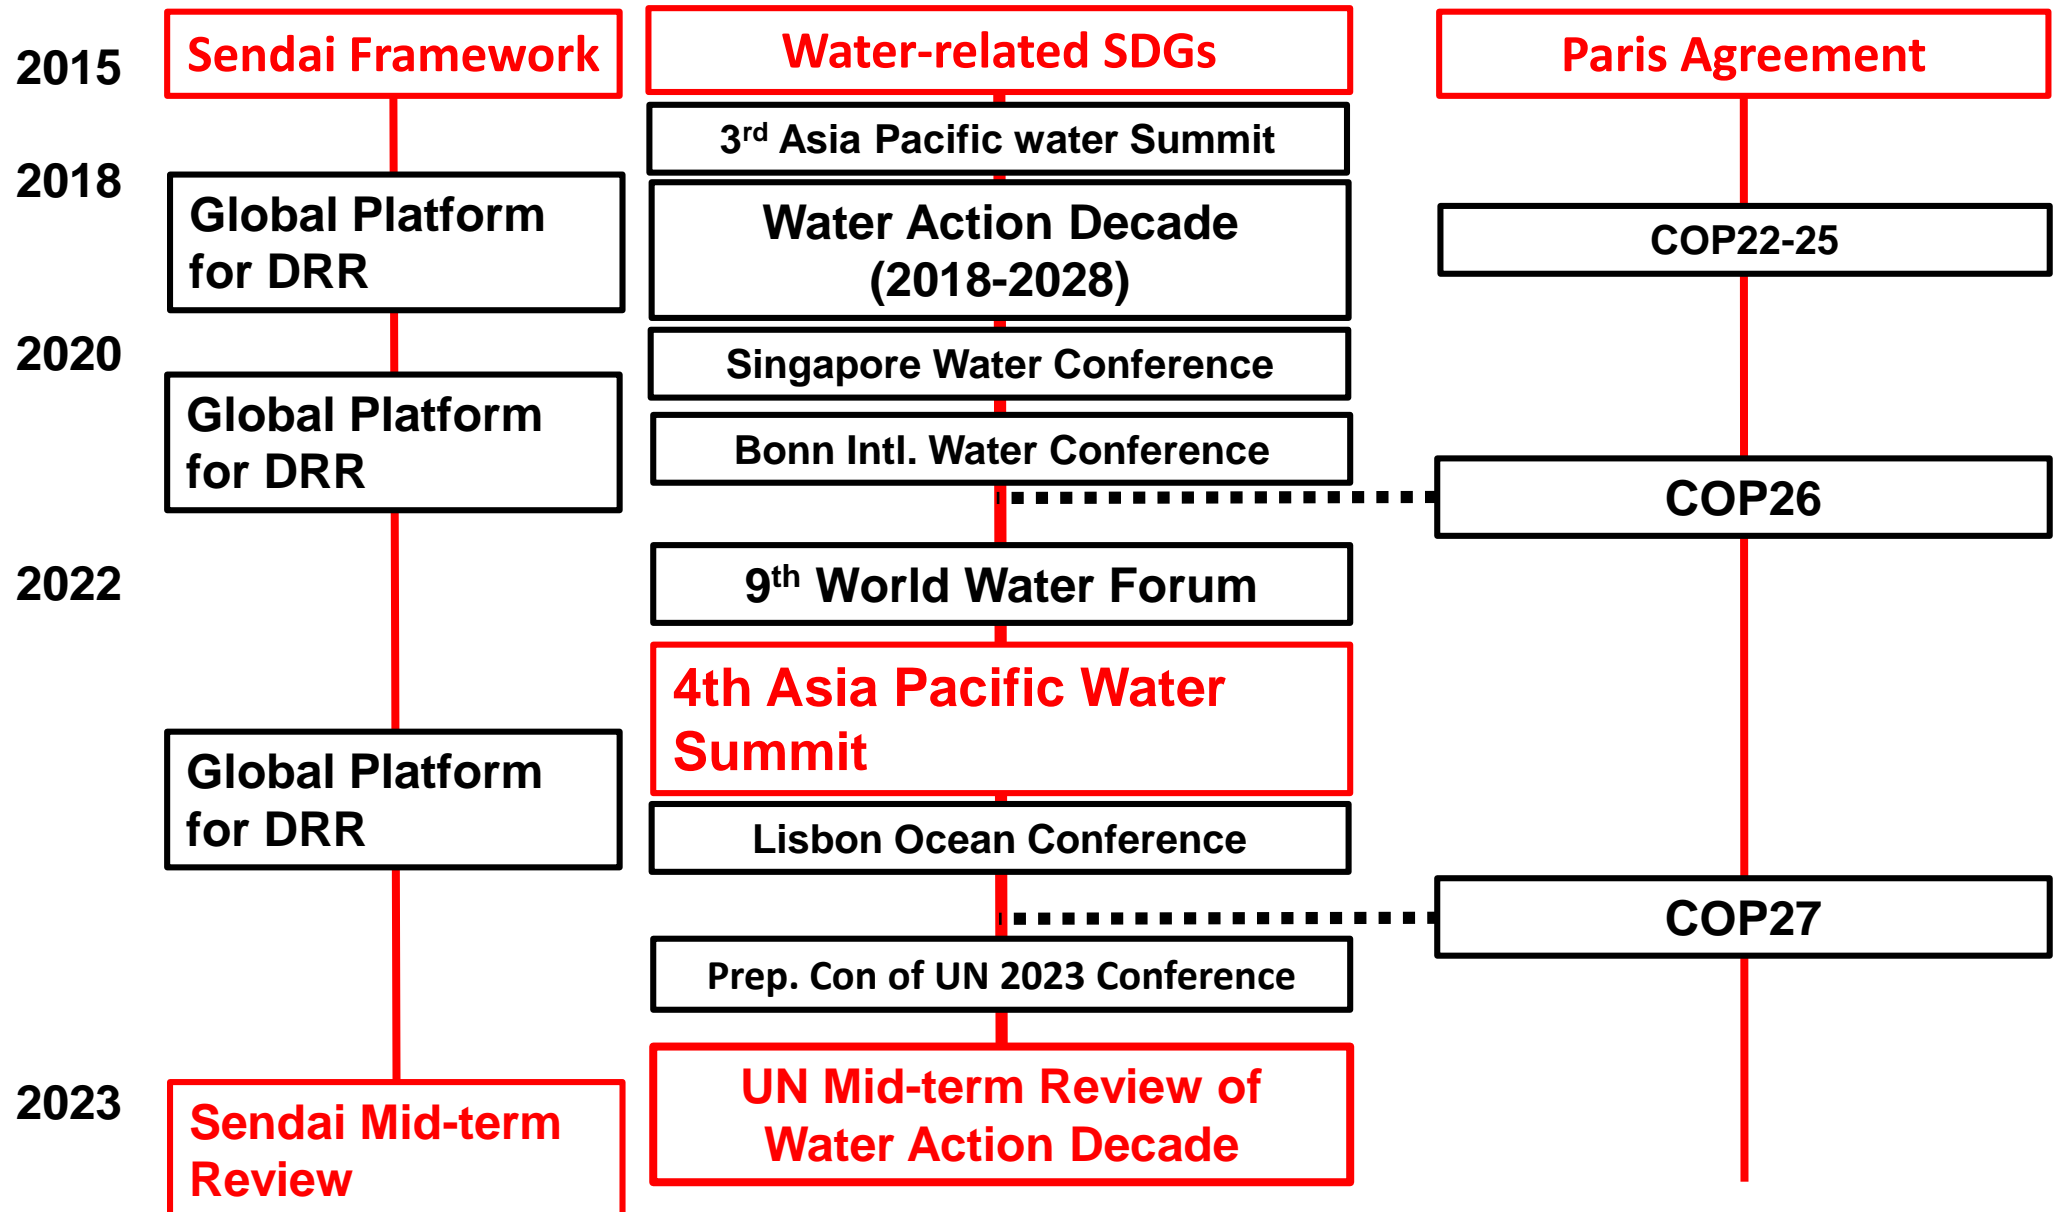 2015
Sendai Framework
Water-related SDGs
Paris Agreement
3rd Asia Pacific water Summit
2018
Global Platform
for DRR
Water Action Decade
(2018-2028)
COP22-25
2020
Singapore Water Conference
Global Platform
for DRR
Bonn Intl. Water Conference
COP26
2022
9th World Water Forum
4th Asia Pacific Water
Summit
Global Platform
for DRR
Lisbon Ocean Conference
COP27
Prep. Con of UN 2023 Conference
2023
Sendai Mid-term
Review
UN Mid-term Review of
Water Action Decade